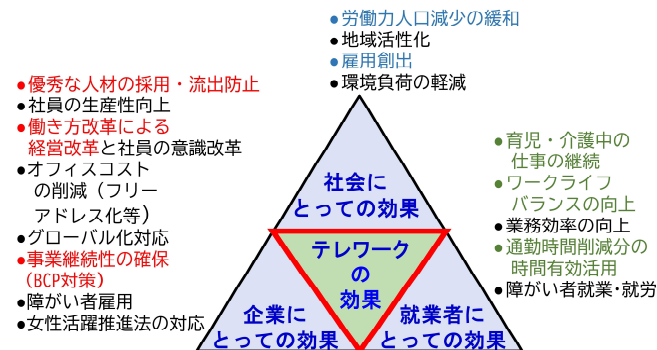 ●労働力人口減少の緩和
●地域活性化
●雇用創出
●環境負荷の軽減
●優秀な人材の採用・流出防止
●社員の生産性向上
●働き方改革による
経営改革と社員の意識改革
●オフィスコスト
の削減（フリー
アドレス化等）
●グローバル化対応
●事業継続性の確保
（BCP対策）
●障がい者雇用
●女性活躍推進法の対応
社会に
とっての効果
テレワーク
の
効果
企業に
とっての効果
就業者に
とっての効果
●育児・介護中の
仕事の継続
●ワークライフ
バランスの向上
●業務効率の向上
●通勤時間削減分の
時間有効活用
●障がい者就業・就労